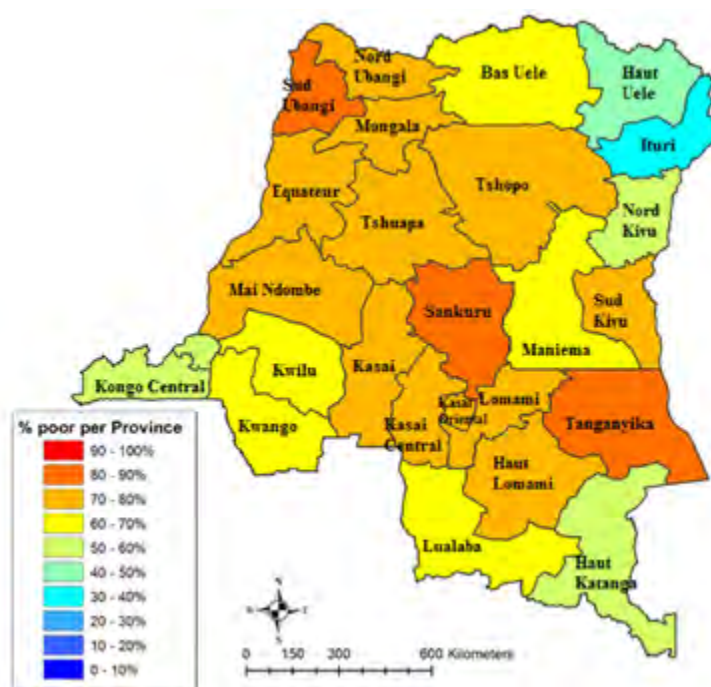 Nord
Ubangi
Sud
Ubangi
Bas Uele
Haut
Uele
Mongala
Ituri
Equateur
Tshopo
Tshuapa
Nord
Kivu
Mai Ndombe
Sankuru
Sud
Kivu
Maniema
Kwilu
Kasai
Kongo Central
Kasai
Oriental
Lomami
Tanganyika
Kwango
Kasai
Central
Haut
Lomami
Lualaba
Haut
Katanga
% poor per Province
90 - 100%
80 - 90%
70 - 80%
60 - 70%
50 - 60%
40 - 50%
30 - 40%
20 - 30%
10 - 20%
0 - 10%
N
S
0 150 300 600 Kilometers